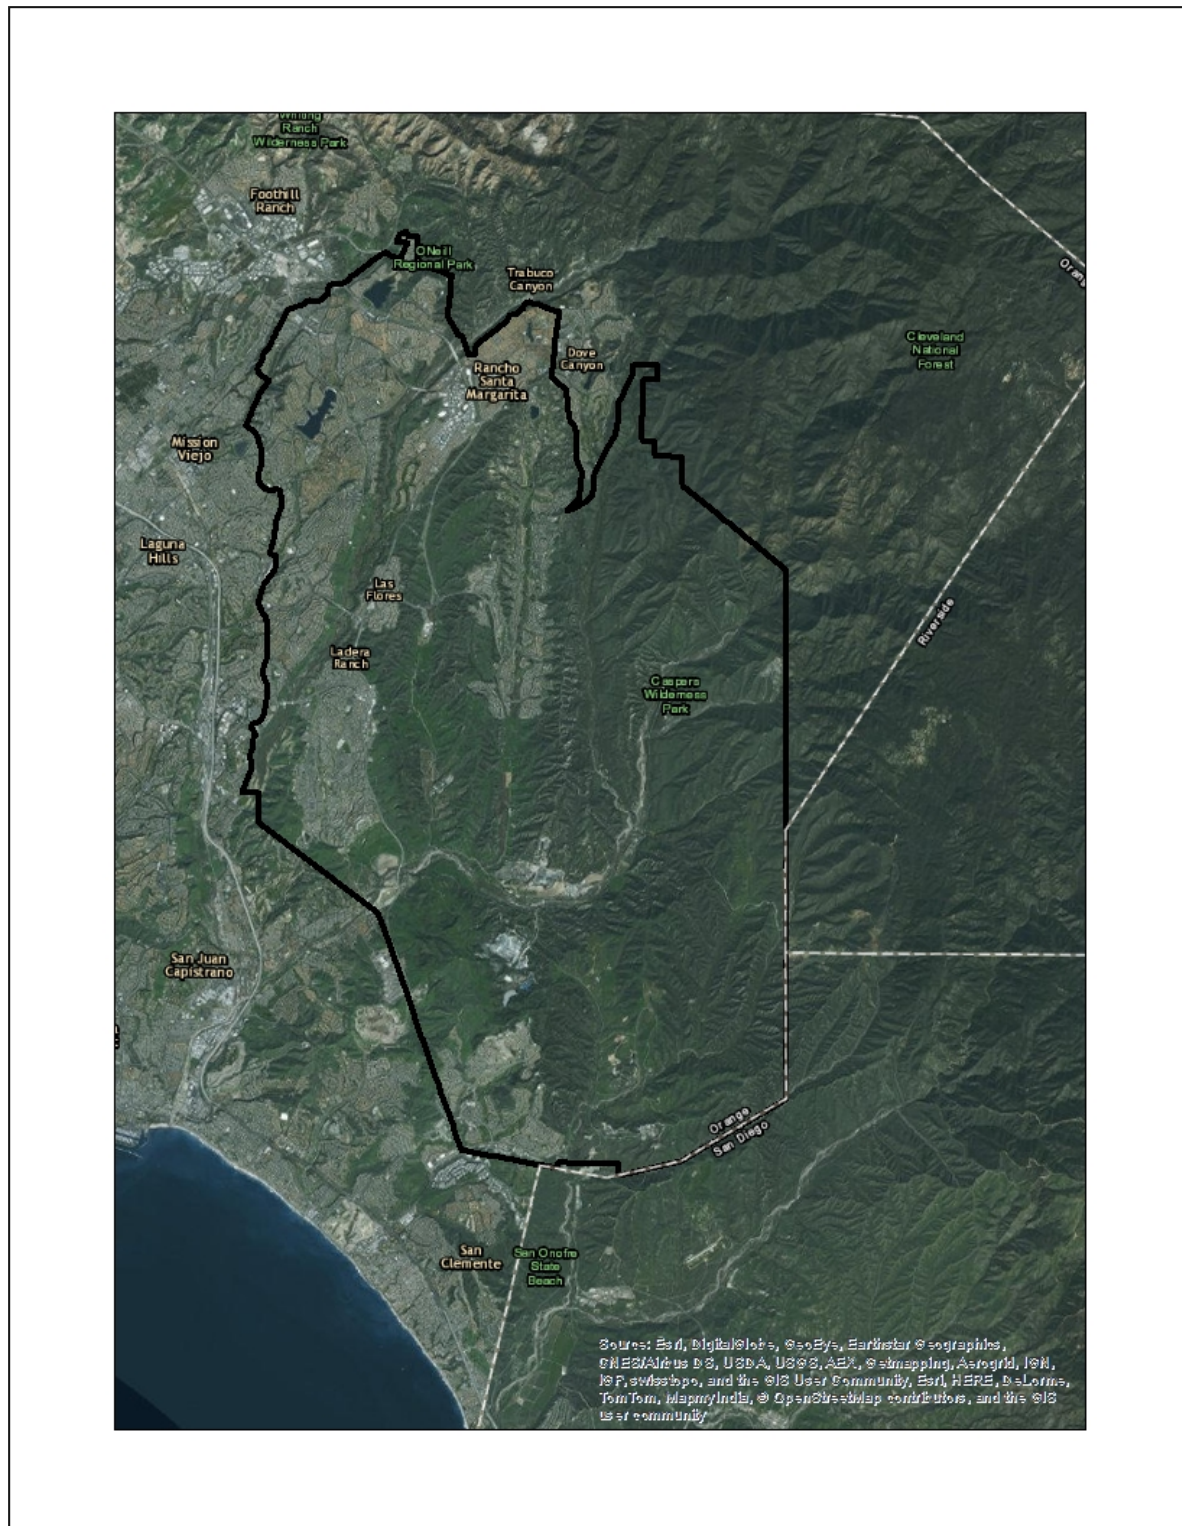 Whiting
Ranch
Wilderness Park
Foothill
Ranch
ONeill
Regional Park
Trabuco
Canyon
Orang
Cleveland
National
Forest
Dove
Canyon
Rancho
Santa
Margarita
Mission
Viejo
Laguna
Hills
Las
Flores
Riverside
Ladera
Ranch
Caspers
Wilderness
Park
San Juan
Capistrano
Orange
San Diego
San
Clemente
San Onofre
State
Beach
Source: Esri, DigitalGlobe, GeoEye, Earthstar Geographics,
CNES/Airbus DS, USDA, USGS, AEX, Getmapping, Aerogrid, IGN,
IGP, swisstopo, and the GIS User Community, Esri, HERE, DeLorme,
TomTom, MapmyIndia, © OpenStreetMap contributors, and the GIS
user community